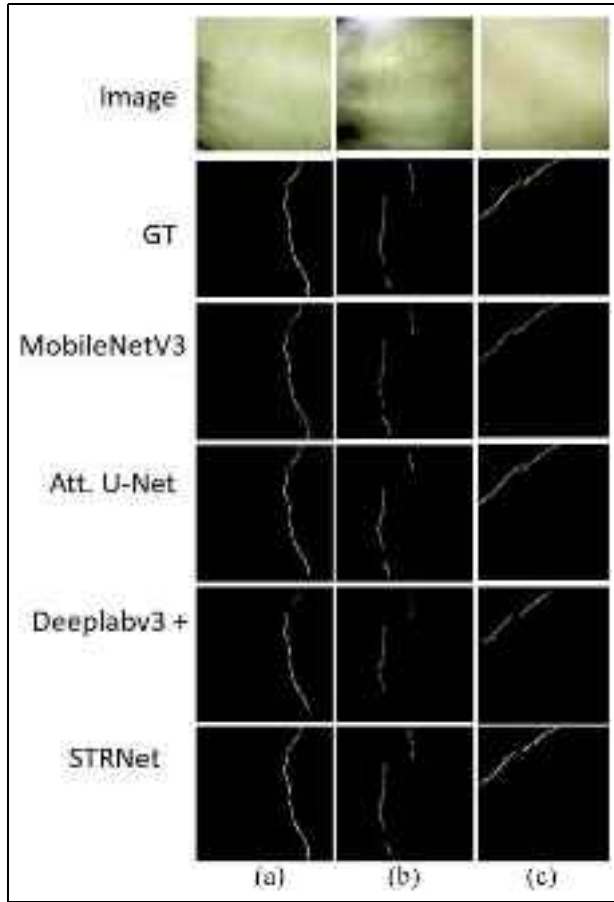 Image
GT
MobileNetV3
Att. U-Net
Deeplabv3 +
STRNet
(a) (b) (c)